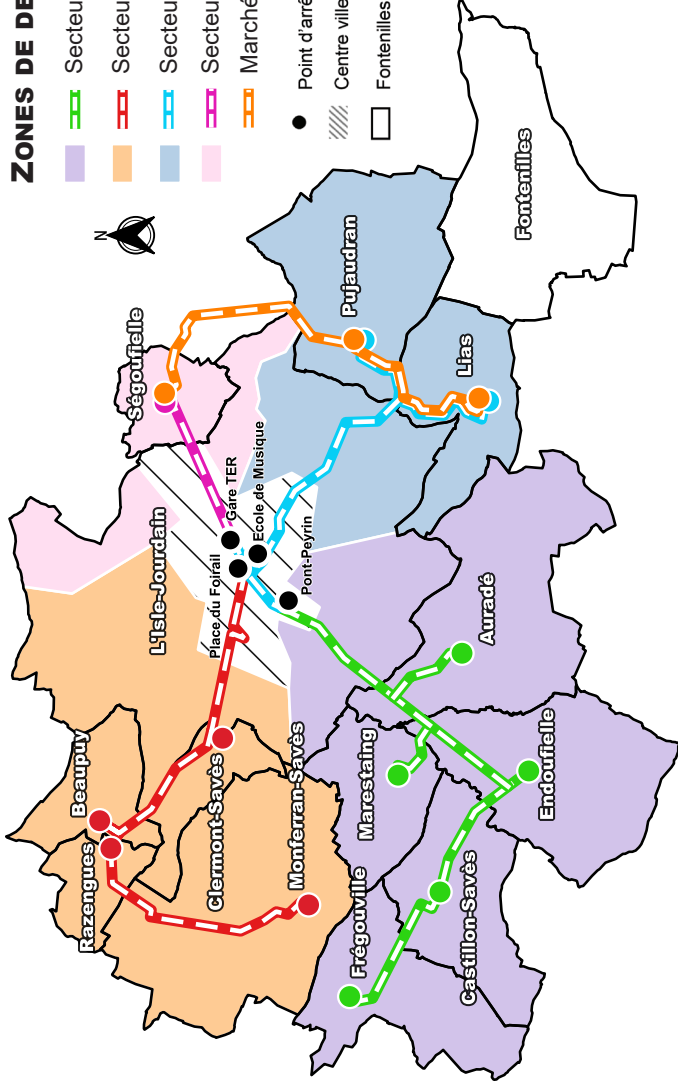 ZONES DE DE
Secteu
Secteu
Secteu
Secteu
Marché
Point d'arrê
Centre ville
Fontenilles
N
Ségoufielle
Pujaudran
Fontenilles
Lias
L'Isle-Jourdain
Gare TER
Ecole de Musique
Place du Foirail
Pont-Peyrin
Beaupuy
Razengues
Clermont-Savès
Monferran-Savès
Marestaing
Auradé
Frégouville
Castillon-Savès
Endoufielle